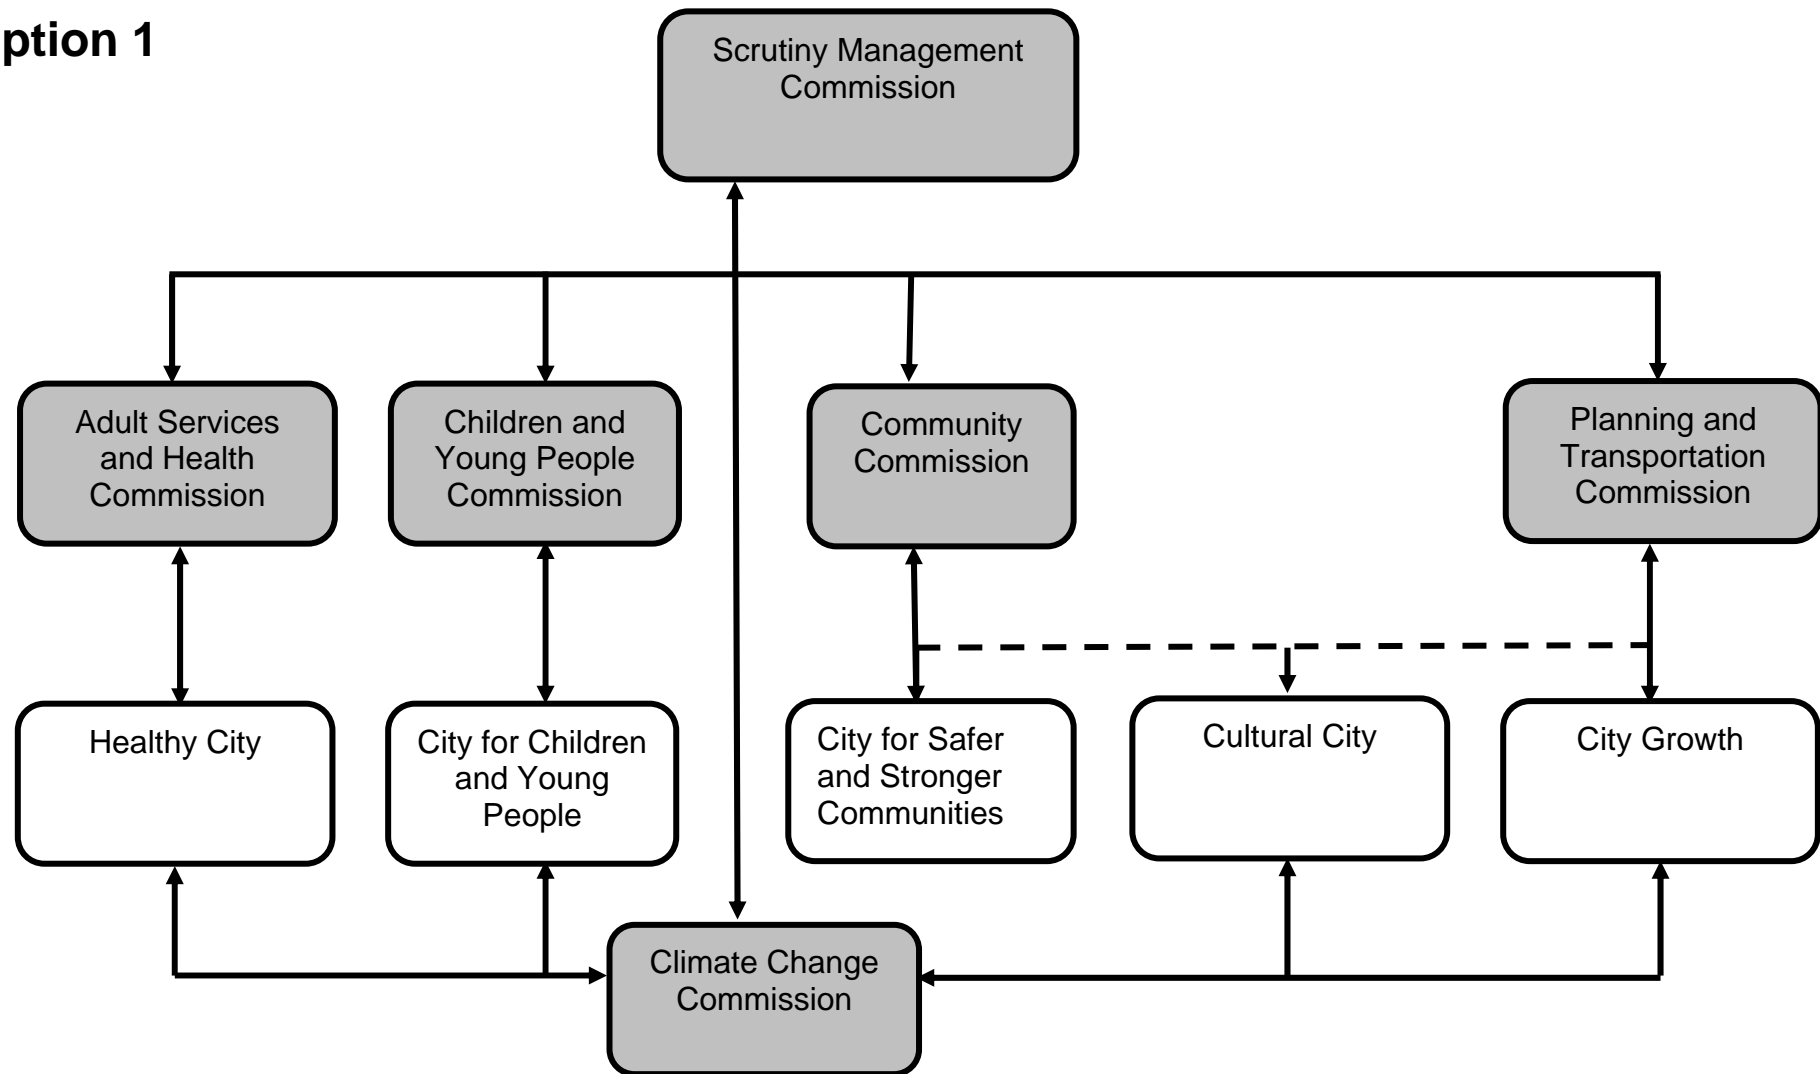 ption 1
Scrutiny Management
Commission
Adult Services
and Health
Commission
Children and
Young People
Commission
Community
Commission
Planning and
Transportation
Commission
Healthy City
City for Children
and Young
People
City for Safer
and Stronger
Communities
Cultural City
City Growth
Climate Change
Commission